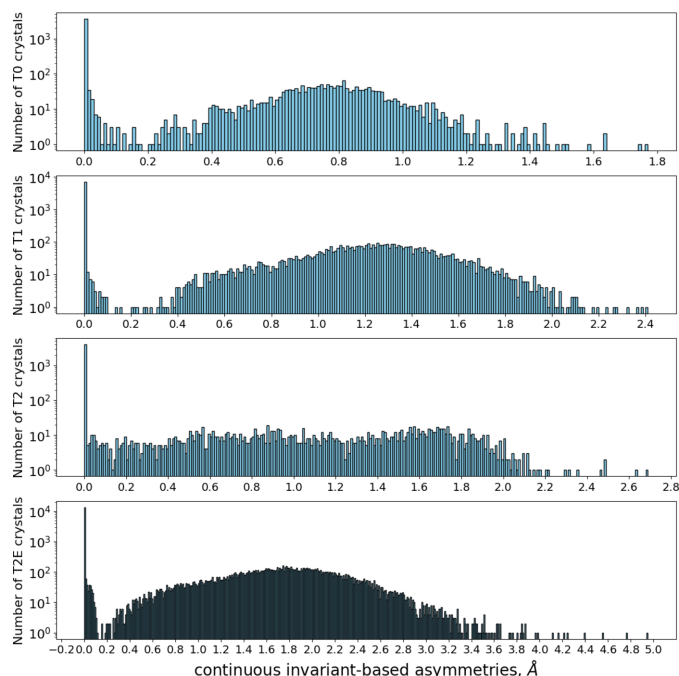 Number of T0 crystals
10³
10²
10¹
10⁰
0.0 0.2 0.4 0.6 0.8 1.0 1.2 1.4 1.6 1.8
Number of T1 crystals
10⁴
10³
10²
10¹
10⁰
0.0 0.2 0.4 0.6 0.8 1.0 1.2 1.4 1.6 1.8 2.0 2.2 2.4
Number of T2 crystals
10³
10²
10¹
10⁰
0.0 0.2 0.4 0.6 0.8 1.0 1.2 1.4 1.6 1.8 2.0 2.2 2.4 2.6 2.8
Number of T2E crystals
10⁴
10³
10²
10¹
10⁰
−0.2 0.0 0.2 0.4 0.6 0.8 1.0 1.2 1.4 1.6 1.8 2.0 2.2 2.4 2.6 2.8 3.0 3.2 3.4 3.6 3.8 4.0 4.2 4.4 4.6 4.8 5.0
continuous invariant-based asymmetries, Å